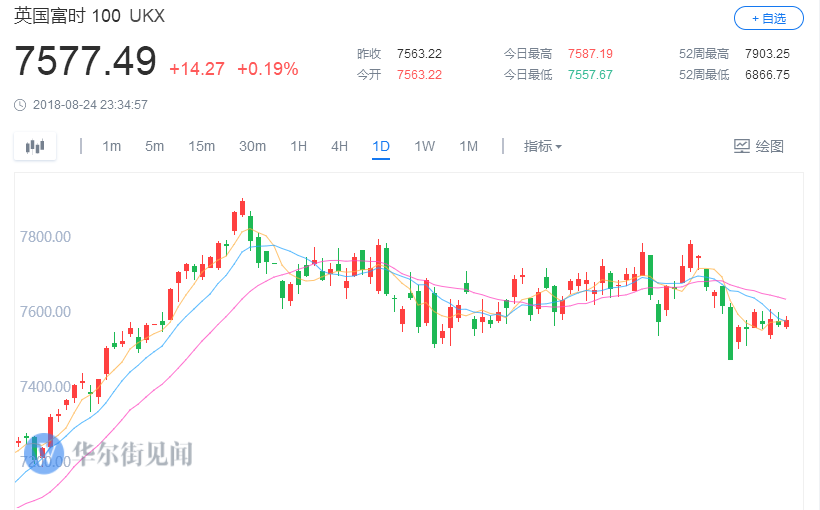 英国富时 100 UKX
+ 自选
7577.49 +14.27 +0.19%
昨收 7563.22 今日最高 7587.19 52周最高 7903.25
今开 7563.22 今日最低 7557.67 52周最低 6866.75
2018-08-24 23:34:57
1m 5m 15m 30m 1H 4H 1D 1W 1M 指标 绘图
7800.00
7600.00
7400.00
华尔街见闻